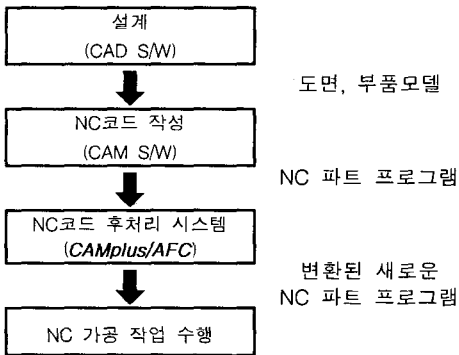 설계
(CAD S/W)
도면, 부품모델
NC코드 작성
(CAM S/W)
NC 파트 프로그램
NC코드 후처리 시스템
(CAMplus/AFC)
변환된 새로운
NC 파트 프로그램
NC 가공 작업 수행